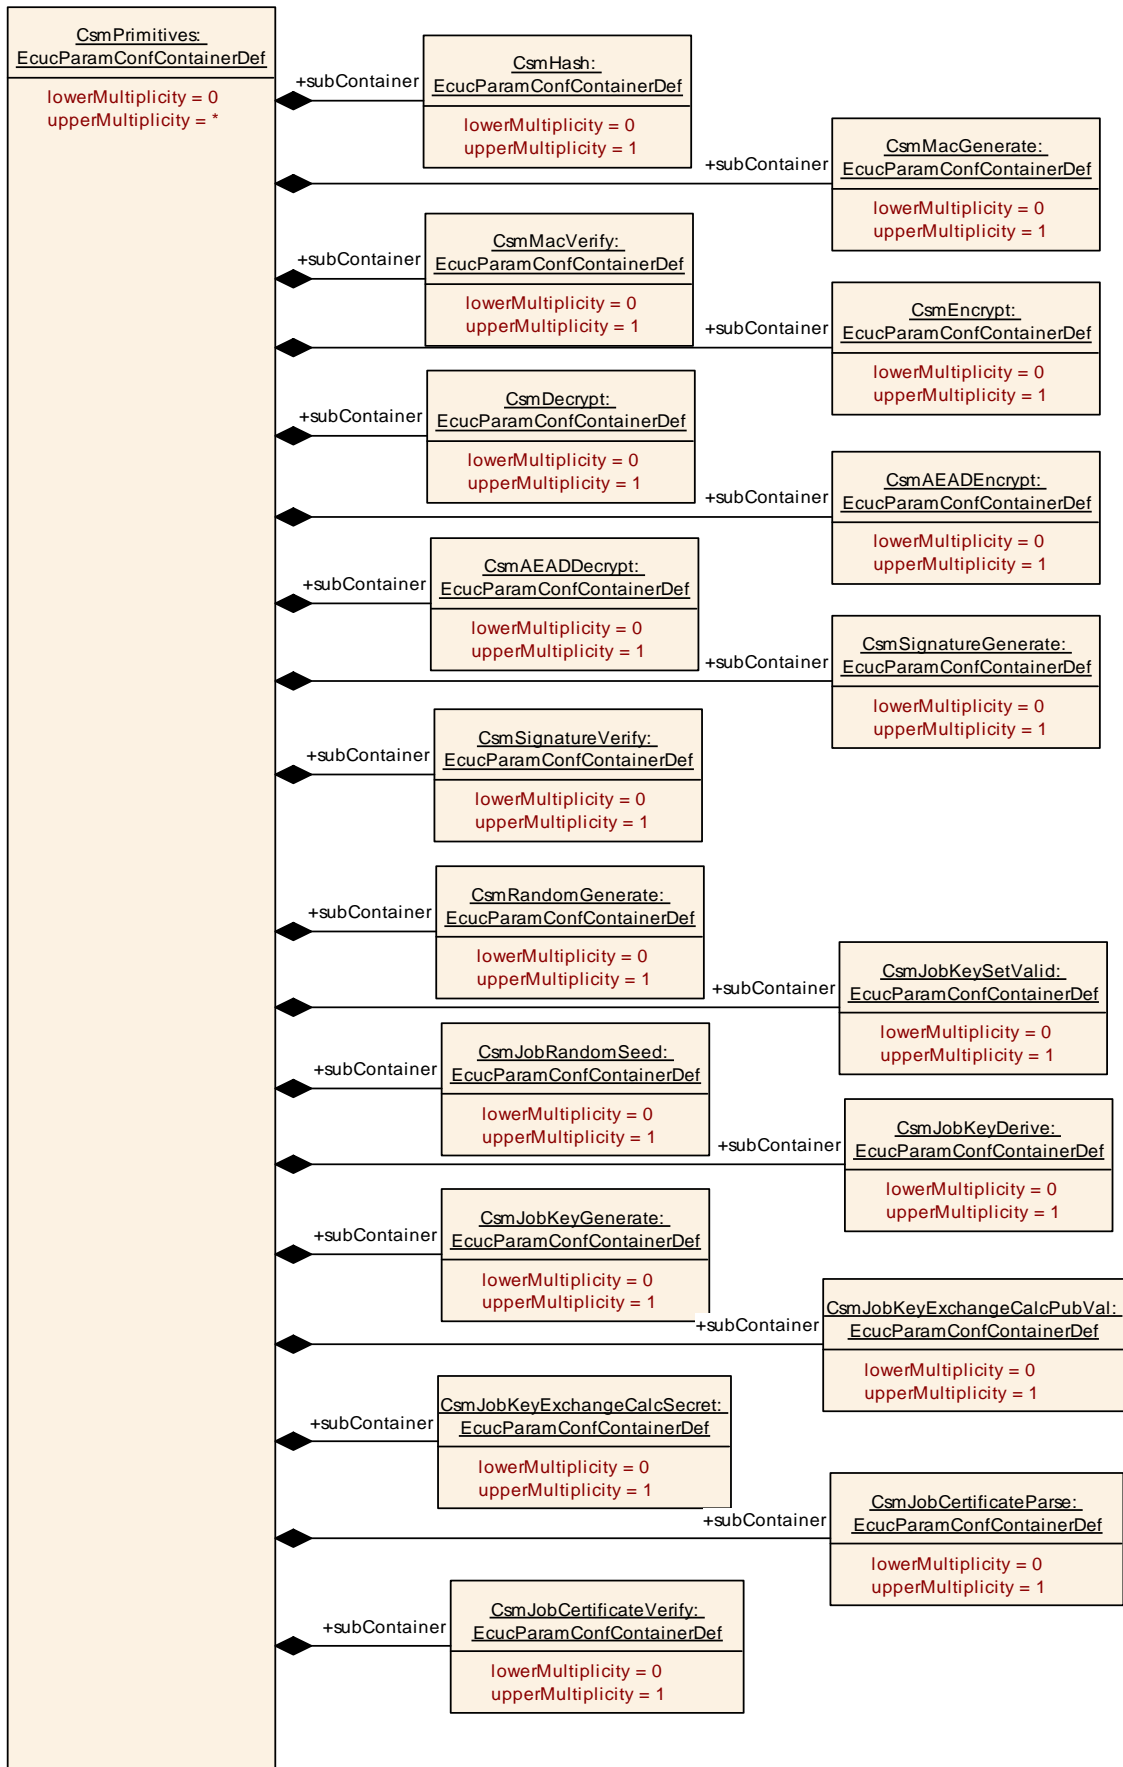 CsmPrimitives:
EcucParamConfContainerDef
lowerMultiplicity = 0
upperMultiplicity = *
+subContainer
CsmHash:
EcucParamConfContainerDef
lowerMultiplicity = 0
upperMultiplicity = 1
+subContainer
CsmMacGenerate:
EcucParamConfContainerDef
lowerMultiplicity = 0
upperMultiplicity = 1
+subContainer
CsmMacVerify:
EcucParamConfContainerDef
lowerMultiplicity = 0
upperMultiplicity = 1
+subContainer
CsmEncrypt:
EcucParamConfContainerDef
lowerMultiplicity = 0
upperMultiplicity = 1
+subContainer
CsmDecrypt:
EcucParamConfContainerDef
lowerMultiplicity = 0
upperMultiplicity = 1
+subContainer
CsmAEADEncrypt:
EcucParamConfContainerDef
lowerMultiplicity = 0
upperMultiplicity = 1
+subContainer
CsmAEADDecrypt:
EcucParamConfContainerDef
lowerMultiplicity = 0
upperMultiplicity = 1
+subContainer
CsmSignatureGenerate:
EcucParamConfContainerDef
lowerMultiplicity = 0
upperMultiplicity = 1
+subContainer
CsmSignatureVerify:
EcucParamConfContainerDef
lowerMultiplicity = 0
upperMultiplicity = 1
+subContainer
CsmRandomGenerate:
EcucParamConfContainerDef
lowerMultiplicity = 0
upperMultiplicity = 1
+subContainer
CsmJobKeySetValid:
EcucParamConfContainerDef
lowerMultiplicity = 0
upperMultiplicity = 1
+subContainer
CsmJobRandomSeed:
EcucParamConfContainerDef
lowerMultiplicity = 0
upperMultiplicity = 1
+subContainer
CsmJobKeyDerive:
EcucParamConfContainerDef
lowerMultiplicity = 0
upperMultiplicity = 1
+subContainer
CsmJobKeyGenerate:
EcucParamConfContainerDef
lowerMultiplicity = 0
upperMultiplicity = 1
+subContainer
CsmJobKeyExchangeCalcPubVal:
EcucParamConfContainerDef
lowerMultiplicity = 0
upperMultiplicity = 1
+subContainer
CsmJobKeyExchangeCalcSecret:
EcucParamConfContainerDef
lowerMultiplicity = 0
upperMultiplicity = 1
+subContainer
CsmJobCertificateParse:
EcucParamConfContainerDef
lowerMultiplicity = 0
upperMultiplicity = 1
+subContainer
CsmJobCertificateVerify:
EcucParamConfContainerDef
lowerMultiplicity = 0
upperMultiplicity = 1